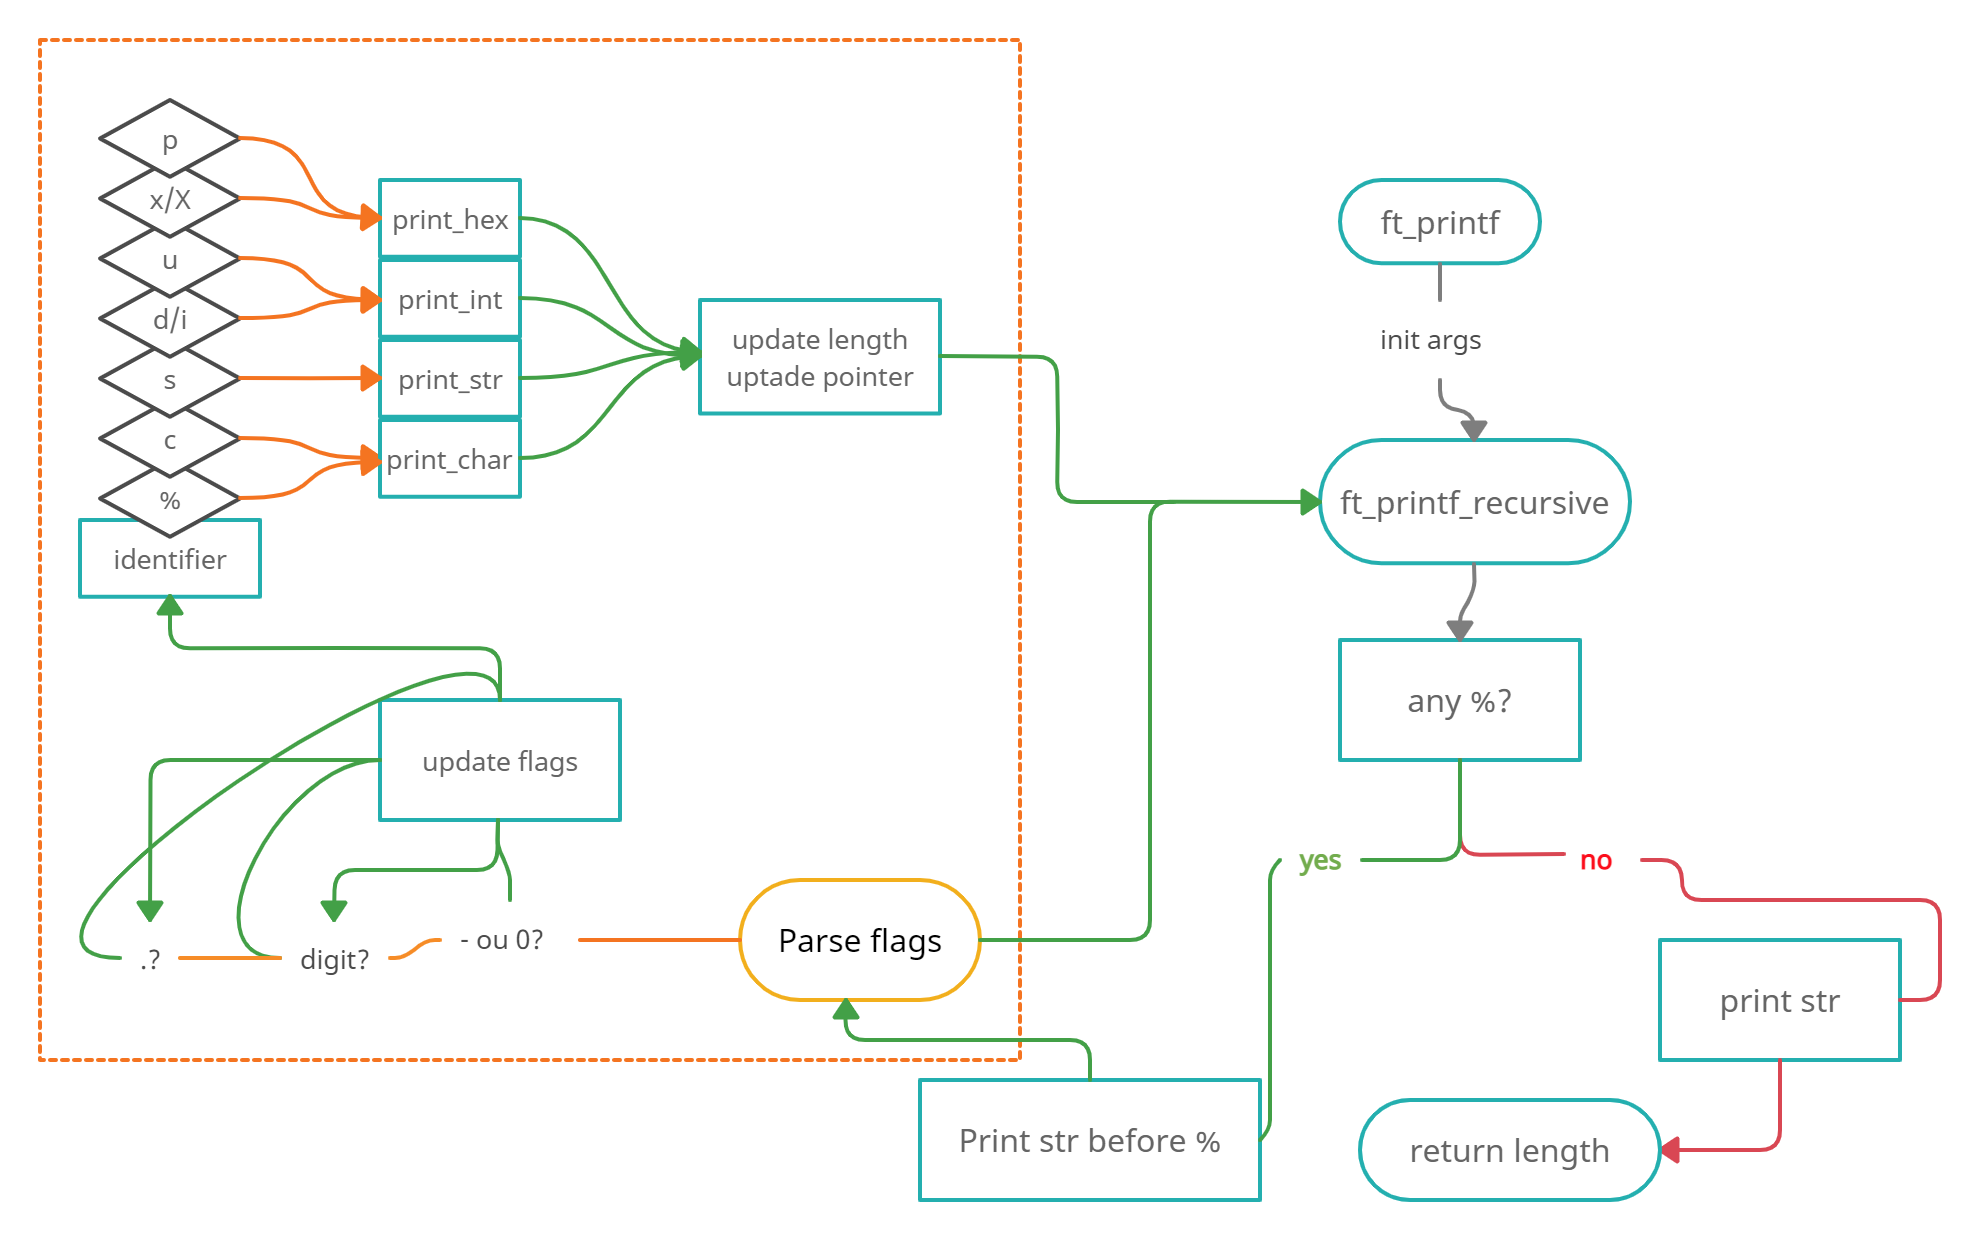 p
x/X
u
d/i
s
c
%
identifier
print_hex
print_int
print_str
print_char
update length
uptade pointer
update flags
.?
digit?
- ou 0?
Parse flags
ft_printf
init args
ft_printf_recursive
any %?
yes
no
Print str before %
print str
return length